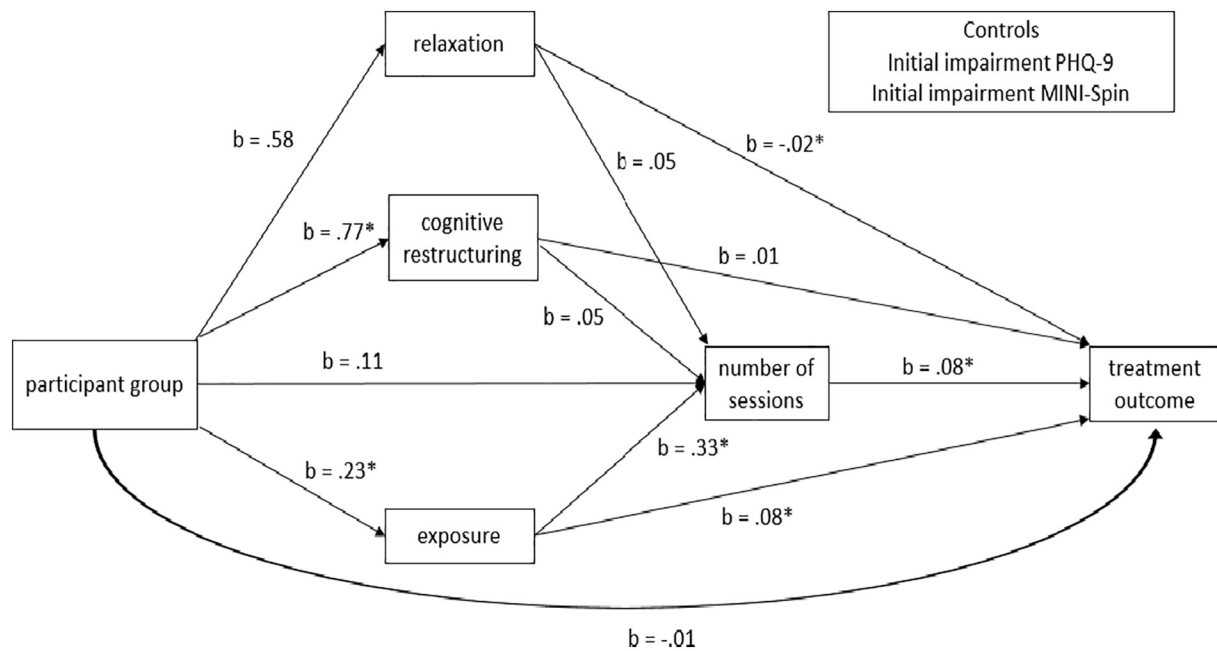 relaxation
Controls
Initial impairment PHQ-9
Initial impairment MINI-Spin
b = .58
b = -.02*
b = .05
b = .77*
cognitive
restructuring
b = .01
b = .05
participant group
b = .11
number of
sessions
b = .08*
treatment
outcome
b = .23*
b = .33*
exposure
b = .08*
b = -.01